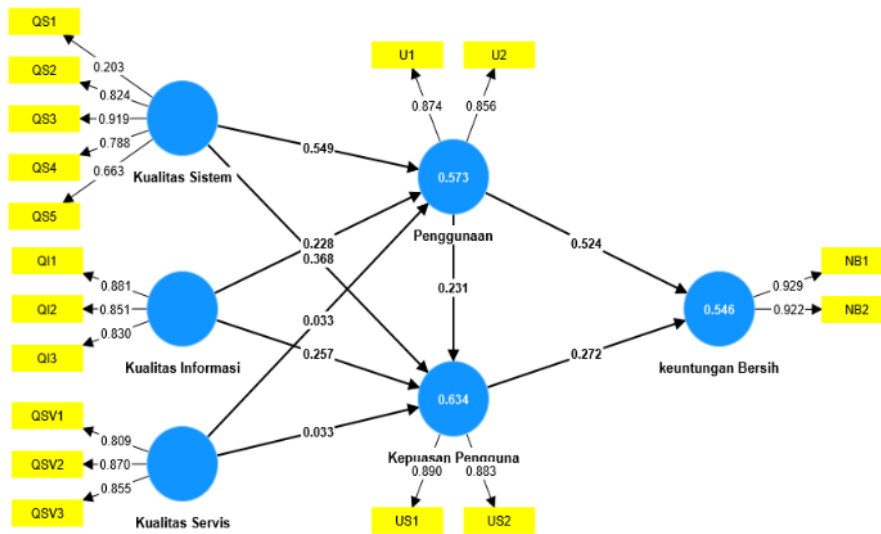 QS1
QS2
QS3
QS4
QS5
0.203
0.824
0.919
0.788
0.663
Kualitas Sistem
U1
U2
0.874
0.856
0.573
Penggunaan
0.549
0.228
0.368
0.033
0.257
0.033
0.231
0.524
0.272
QI1
QI2
QI3
0.881
0.851
0.830
Kualitas Informasi
NB1
NB2
0.929
0.922
0.546
keuntungan Bersih
QSV1
QSV2
QSV3
0.809
0.870
0.855
Kualitas Servis
0.634
Kepuasan Pengguna
0.890
0.883
US1
US2